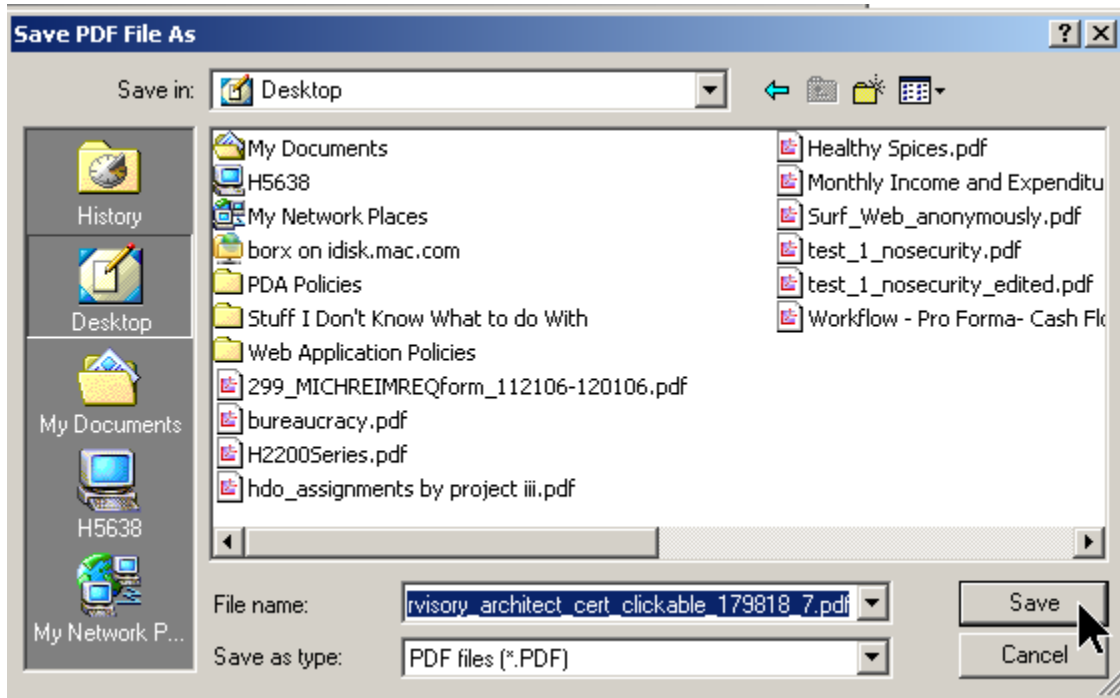 Save PDF File As
Save in:
Desktop
History
Desktop
My Documents
H5638
My Network P...
My Documents
H5638
My Network Places
borx on idisk.mac.com
PDA Policies
Stuff I Don't Know What to do With
Web Application Policies
299_MICHREIMREQform_112106-120106.pdf
bureaucracy.pdf
H2200Series.pdf
hdo_assignments by project iii.pdf
Healthy Spices.pdf
Monthly Income and Expenditu
Surf_Web_anonymously.pdf
test_1_nosecurity.pdf
test_1_nosecurity_edited.pdf
Workflow - Pro Forma- Cash Flo
File name:
rvisory_architect_cert_clickable_179818_7.pdf
Save
Save as type:
PDF files (*.PDF)
Cancel